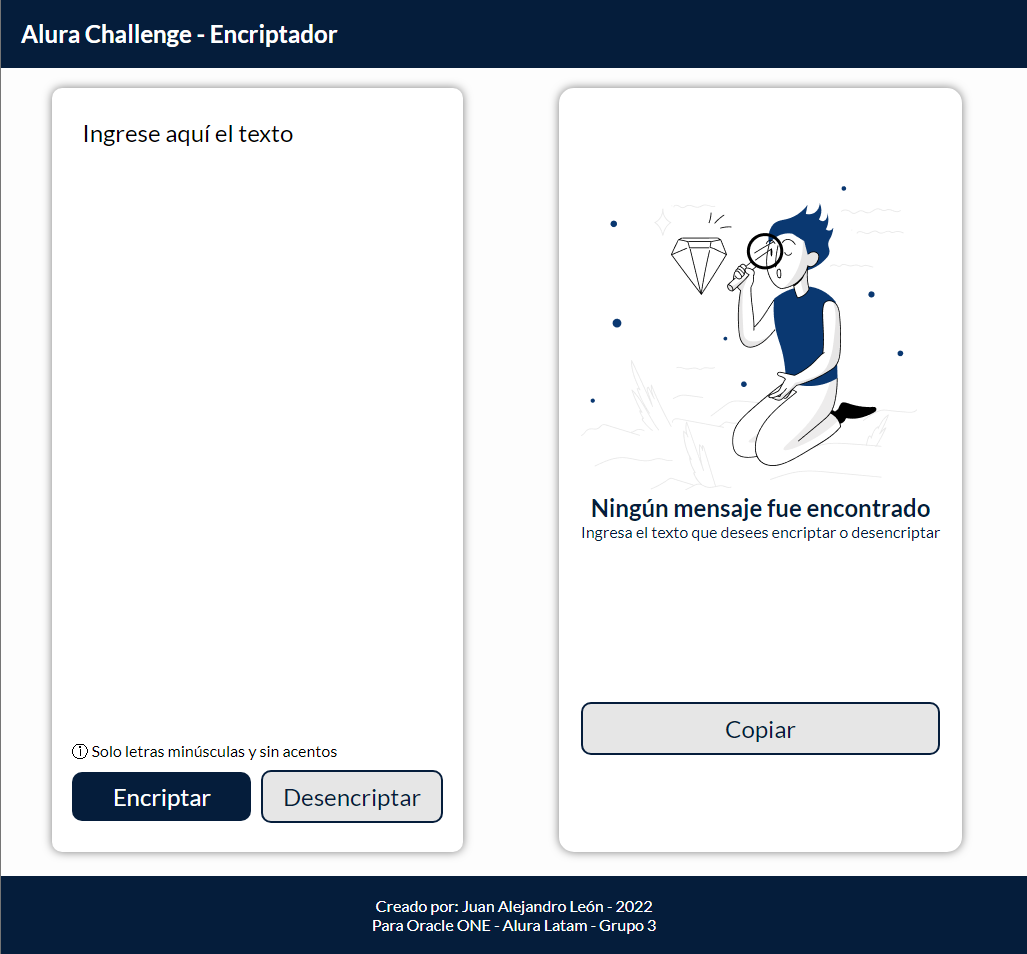 Alura Challenge - Encriptador
Ingrese aquí el texto
Solo letras minúsculas y sin acentos
Encriptar
Desencriptar
Ningún mensaje fue encontrado
Ingresa el texto que desees encriptar o desencriptar
Copiar
Creado por: Juan Alejandro León - 2022
Para Oracle ONE - Alura Latam - Grupo 3